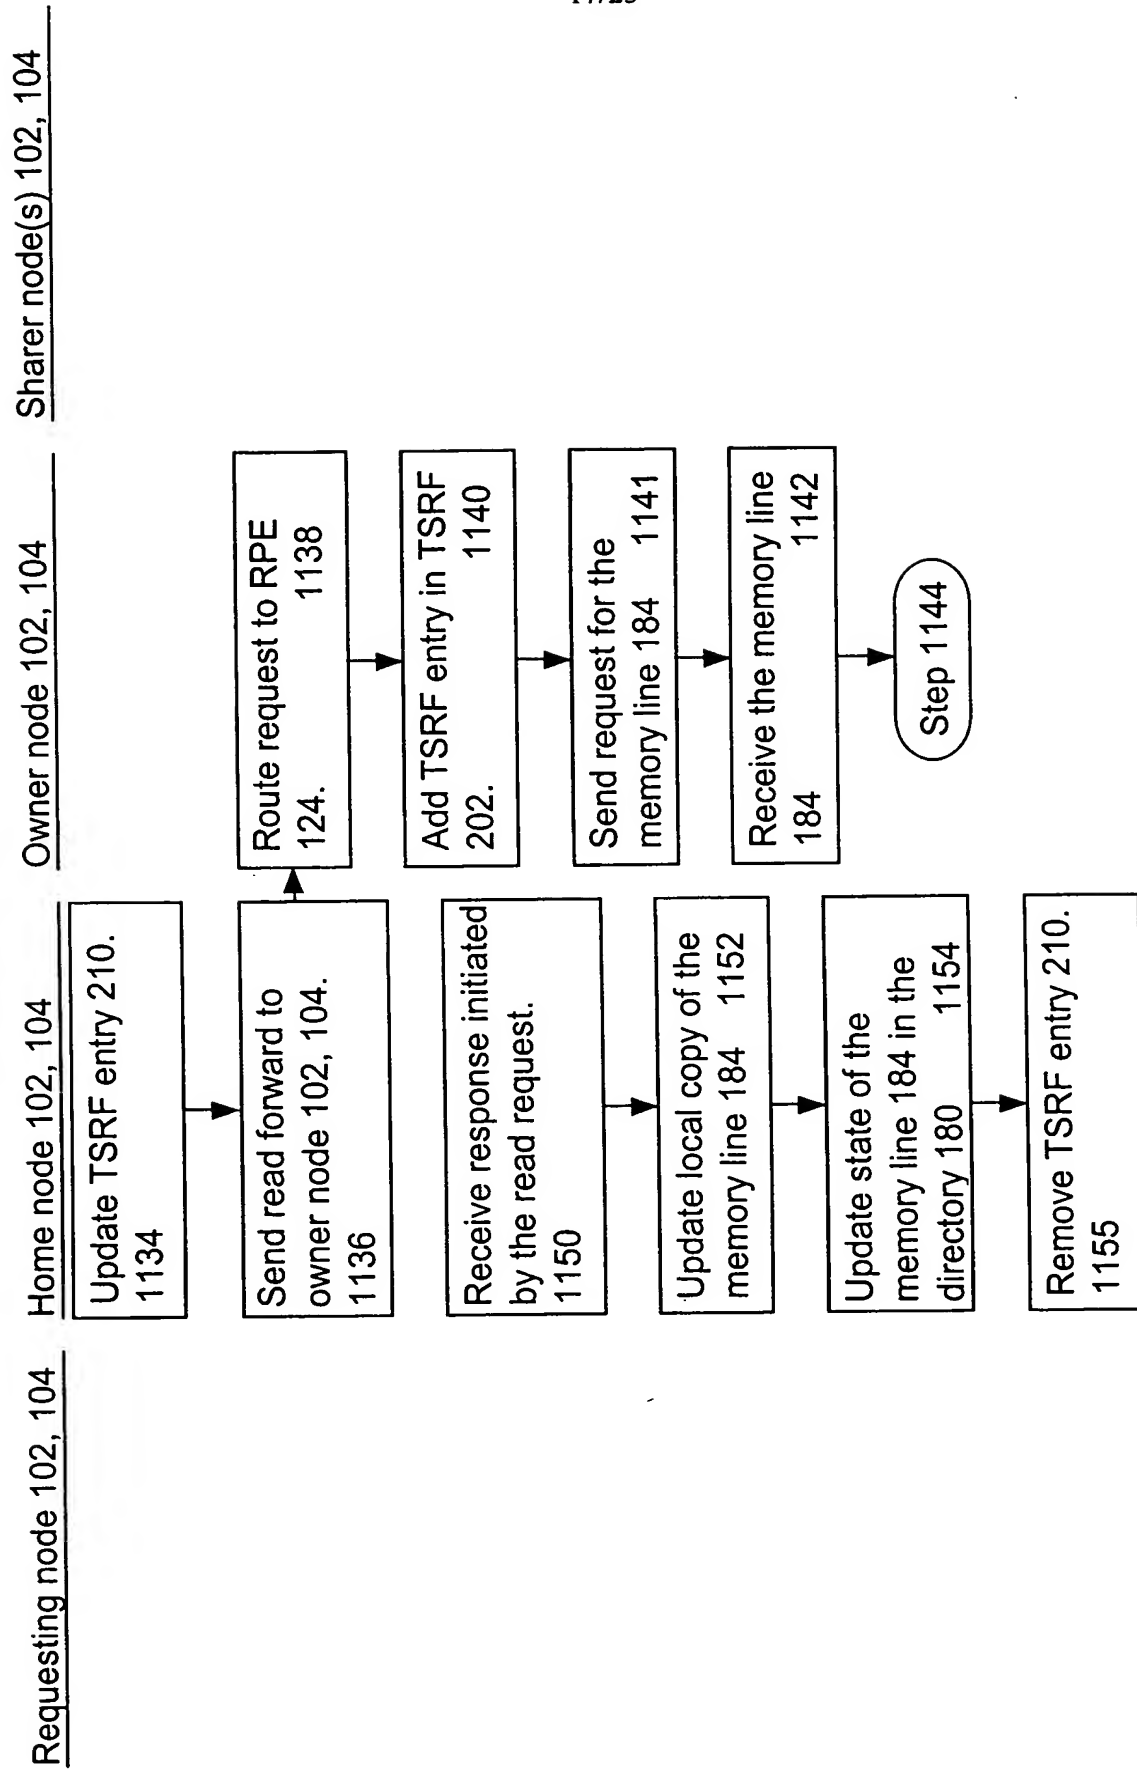 Requesting node 102, 104
Home node 102, 104
Owner node 102, 104
Sharer node(s) 102, 104
Update TSRF entry 210.
1134
Send read forward to
owner node 102, 104.
1136
Route request to RPE
124. 1138
Add TSRF entry in TSRF
202. 1140
Send request for the
memory line 184 1141
Receive the memory line
184 1142
Step 1144
Receive response initiated
by the read request.
1150
Update local copy of the
memory line 184 1152
Update state of the
memory line 184 in the
directory 180 1154
Remove TSRF entry 210.
1155